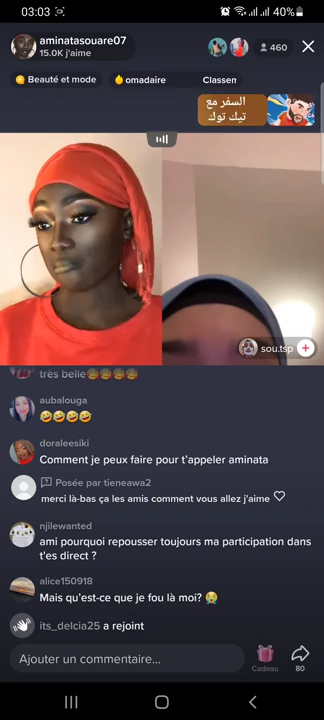 03:03
40%
aminatasouare07
15.0K j'aime
460
Beauté et mode
omadaire
Classem
السفر مع
تيك توك
sou.tsp
très belle
aubalouga
doraleesiki
Comment je peux faire pour t'appeler aminata
Posée par tieneawa2
merci là-bas ça les amis comment vous allez j'aime
njlewanted
ami pourquoi repousser toujours ma participation dans
t'es direct ?
alice150918
Mais qu'est-ce que je fou là moi?
its_delcia25 a rejoint
Ajouter un commentaire...
Cadeau
80